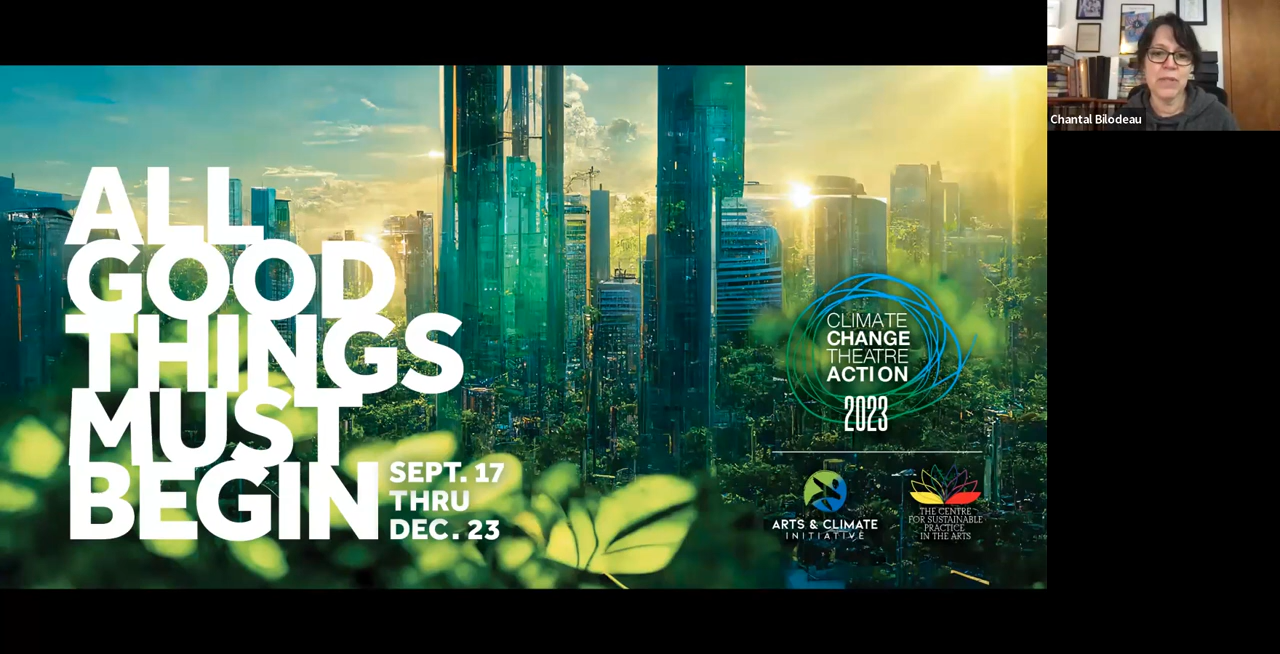 ALL
GOOD
THINGS
MUST
BEGIN
SEPT. 17
THRU
DEC. 23
CLIMATE
CHANGE
THEATRE
ACTION
2023
ARTS & CLIMATE
INITIATIVE
THE CENTRE
FOR SUSTAINABLE
PRACTICE
IN THE ARTS
Chantal Bilodeau